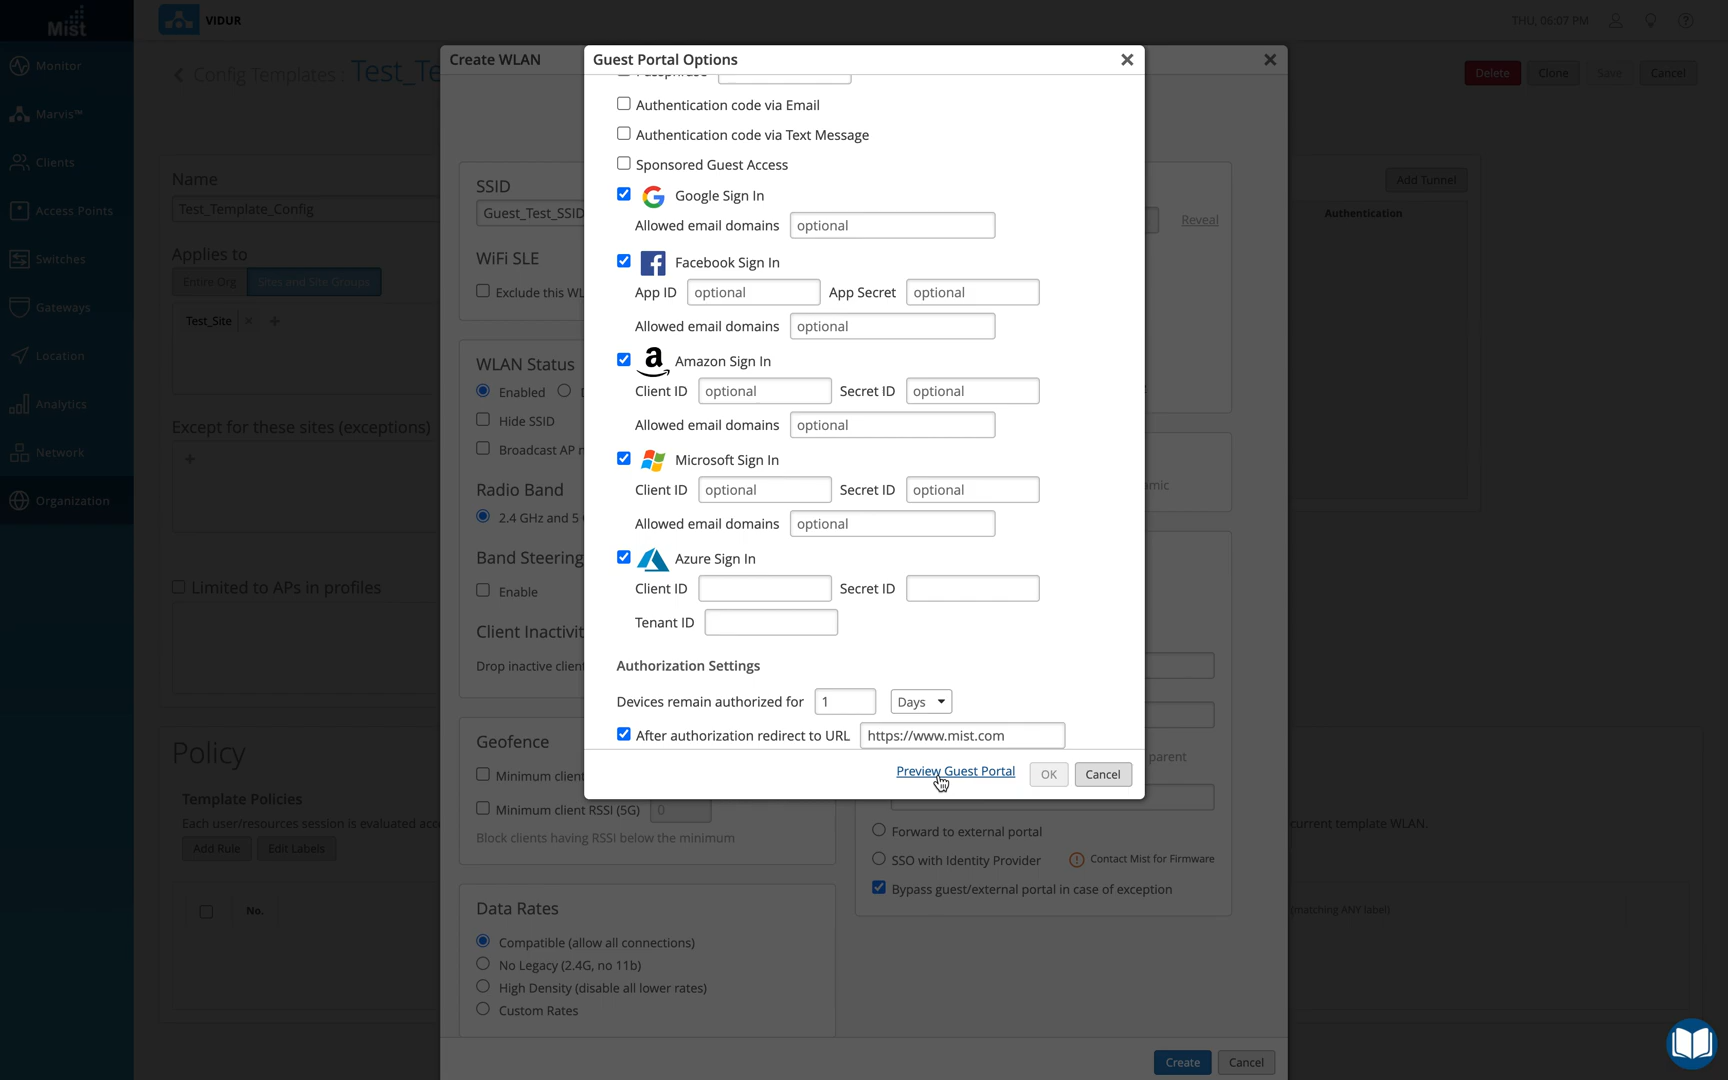 Mist
VIDUR
THU, 06:07 PM
Monitor
Marvis™
Clients
Access Points
Switches
Gateways
Location
Analytics
Network
Organization
Config Templates
Test_Te
Delete
Clone
Save
Cancel
Name
Test_Template_Config
Applies to
Entire Org
Sites and Site Groups
Test_Site
Except for these sites (exceptions)
Limited to APs in profiles
Policy
Template Policies
Each user/resources session is evaluated acc
current template WLAN.
Add Rule
Edit Labels
No.
(matching ANY label)
Add Tunnel
Authentication
Create WLAN
SSID
Guest_Test_SSID
Reveal
WiFi SLE
Exclude this WL
WLAN Status
Enabled
Hide SSID
Broadcast AP
Radio Band
2.4 GHz and 5
Band Steering
Enable
Client Inactivit
Drop inactive client
Geofence
Minimum client
Minimum client RSSI (5G)
0
Block clients having RSSI below the minimum
Data Rates
Compatible (allow all connections)
No Legacy (2.4G, no 11b)
High Density (disable all lower rates)
Custom Rates
parent
Forward to external portal
SSO with Identity Provider
Contact Mist for Firmware
Bypass guest/external portal in case of exception
Create
Cancel
Guest Portal Options
Passphrase
Authentication code via Email
Authentication code via Text Message
Sponsored Guest Access
Google Sign In
Allowed email domains optional
Facebook Sign In
App ID optional App Secret optional
Allowed email domains optional
Amazon Sign In
Client ID optional Secret ID optional
Allowed email domains optional
Microsoft Sign In
Client ID optional Secret ID optional
Allowed email domains optional
Azure Sign In
Client ID Secret ID
Tenant ID
Authorization Settings
Devices remain authorized for 1 Days
After authorization redirect to URL https://www.mist.com
Preview Guest Portal
OK
Cancel